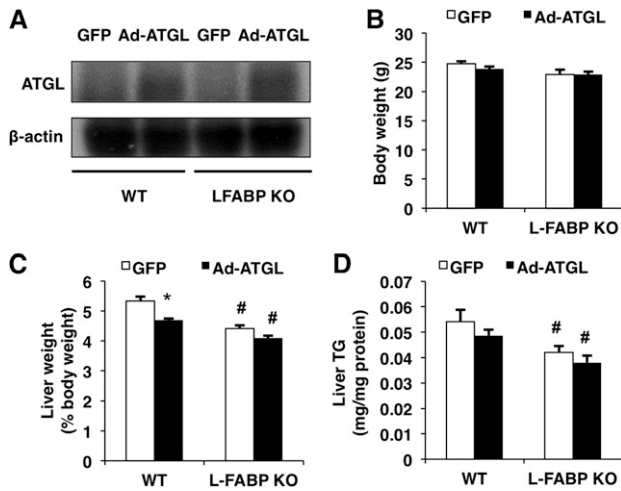 A
GFP Ad-ATGL GFP Ad-ATGL
ATGL
β-actin
WT LFABP KO
B
GFP Ad-ATGL
Body weight (g)
30
25
20
15
10
5
0
WT L-FABP KO
C
GFP Ad-ATGL
Liver weight
(% body weight)
6
5
4
3
2
1
0
*
#
#
WT L-FABP KO
D
GFP Ad-ATGL
Liver TG
(mg/mg protein)
0.07
0.06
0.05
0.04
0.03
0.02
0.01
0
#
#
WT L-FABP KO